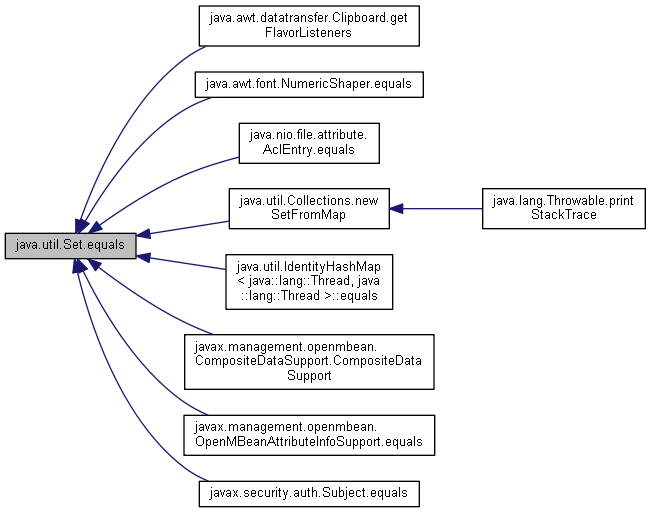 java.awt.datatransfer.Clipboard.get
FlavorListeners
java.awt.font.NumericShaper.equals
java.nio.file.attribute.
AclEntry.equals
java.util.Collections.new
SetFromMap
java.lang.Throwable.print
StackTrace
java.util.Set.equals
java.util.IdentityHashMap
< java::lang::Thread, java
::lang::Thread >::equals
javax.management.openmbean.
CompositeDataSupport.CompositeData
Support
javax.management.openmbean.
OpenMBeanAttributeInfoSupport.equals
javax.security.auth.Subject.equals